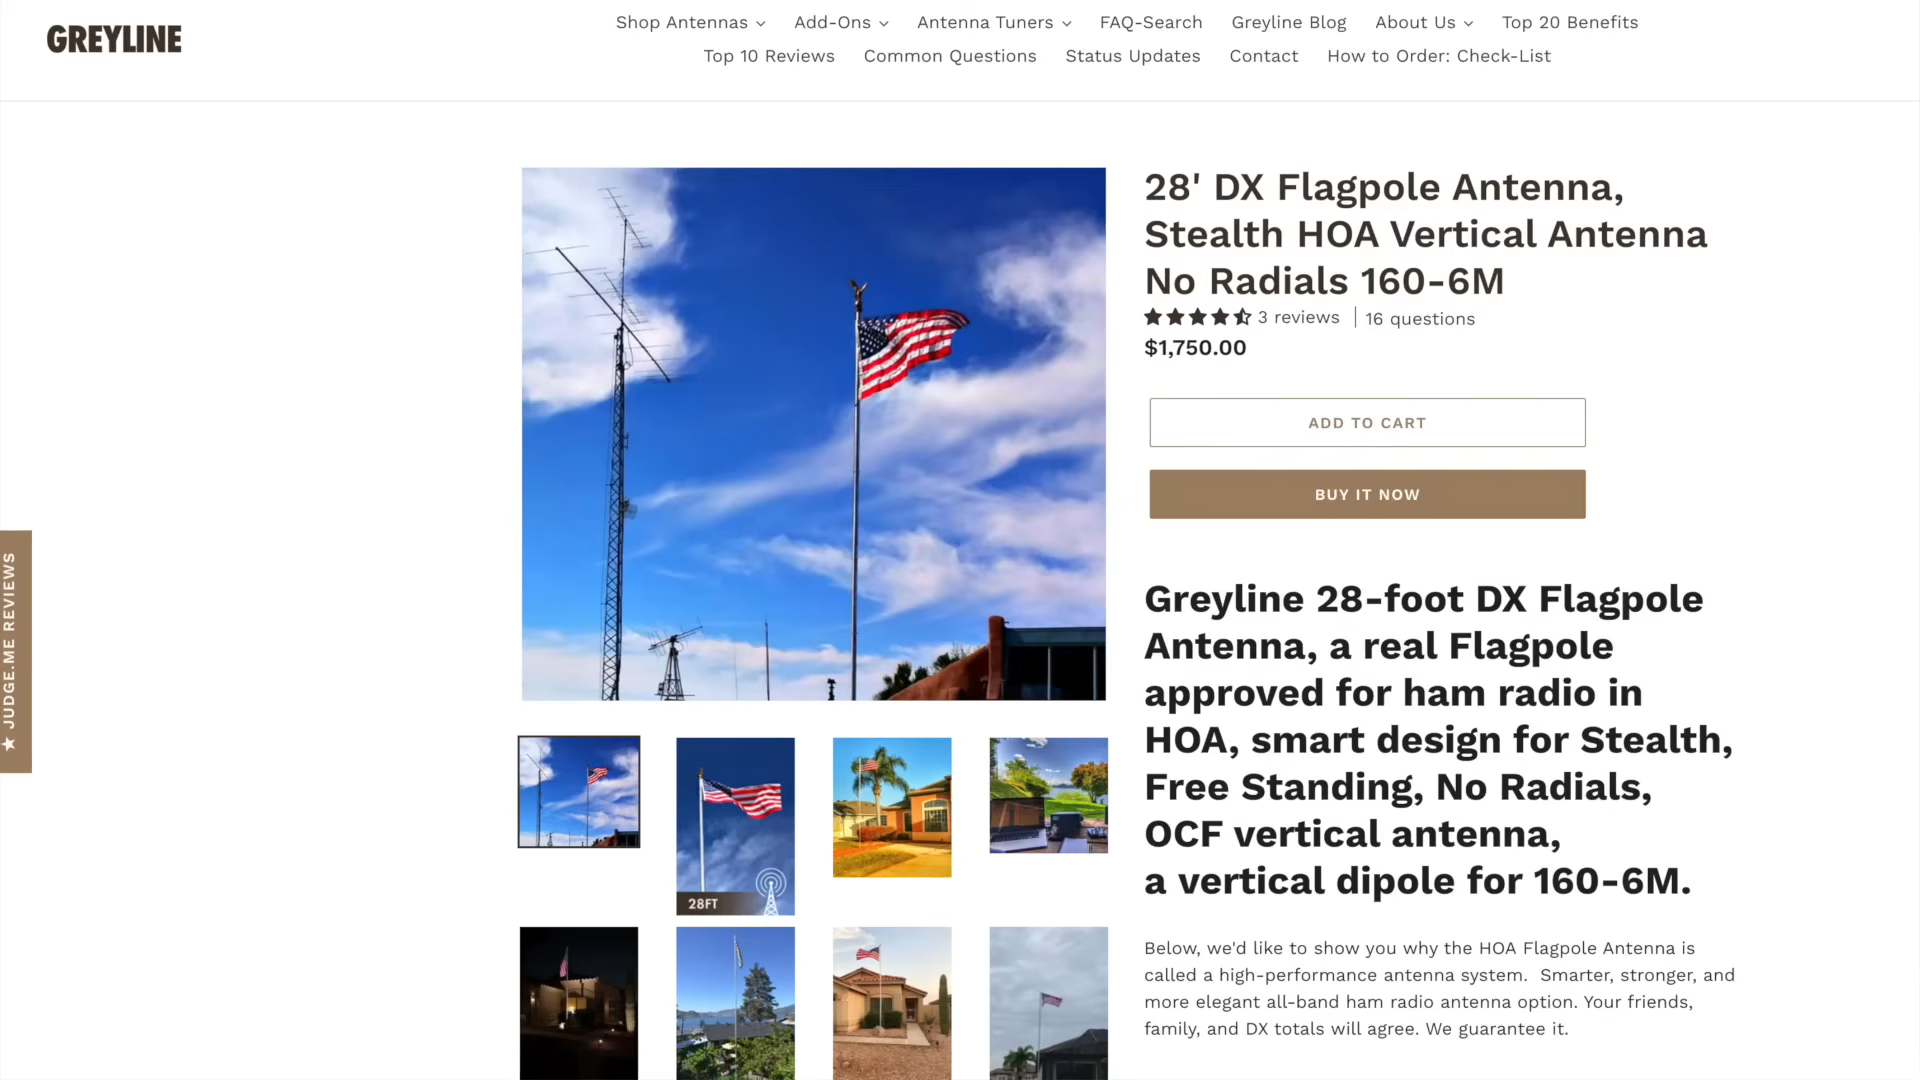 GREYLINE
Shop Antennas Add-Ons Antenna Tuners FAQ-Search Greyline Blog About Us Top 20 Benefits
Top 10 Reviews Common Questions Status Updates Contact How to Order: Check-List
28' DX Flagpole Antenna,
Stealth HOA Vertical Antenna
No Radials 160-6M
3 reviews 16 questions
$1,750.00
ADD TO CART
BUY IT NOW
★ JUDGE.ME REVIEWS
Greyline 28-foot DX Flagpole
Antenna, a real Flagpole
approved for ham radio in
HOA, smart design for Stealth,
Free Standing, No Radials,
OCF vertical antenna,
a vertical dipole for 160-6M.
28FT
Below, we'd like to show you why the HOA Flagpole Antenna is
called a high-performance antenna system. Smarter, stronger, and
more elegant all-band ham radio antenna option. Your friends,
family, and DX totals will agree. We guarantee it.